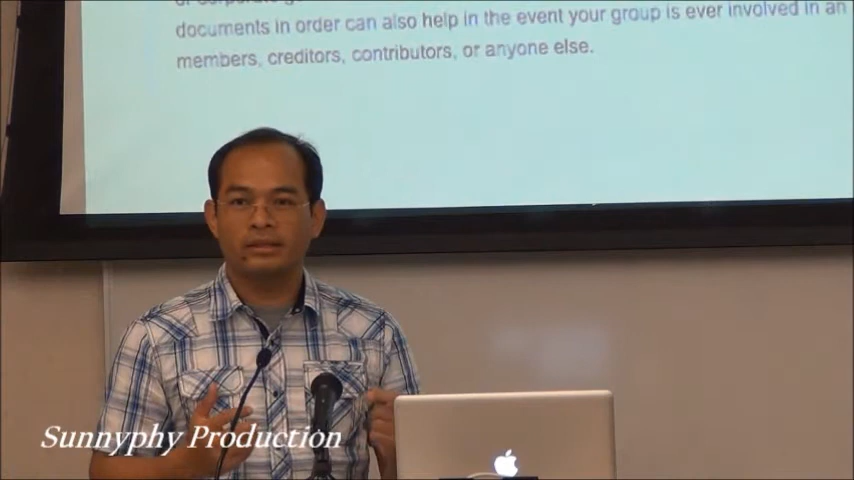 documents in order can also help in the event your group is ever involved in an
members, creditors, contributors, or anyone else.
Sunnyphy Production